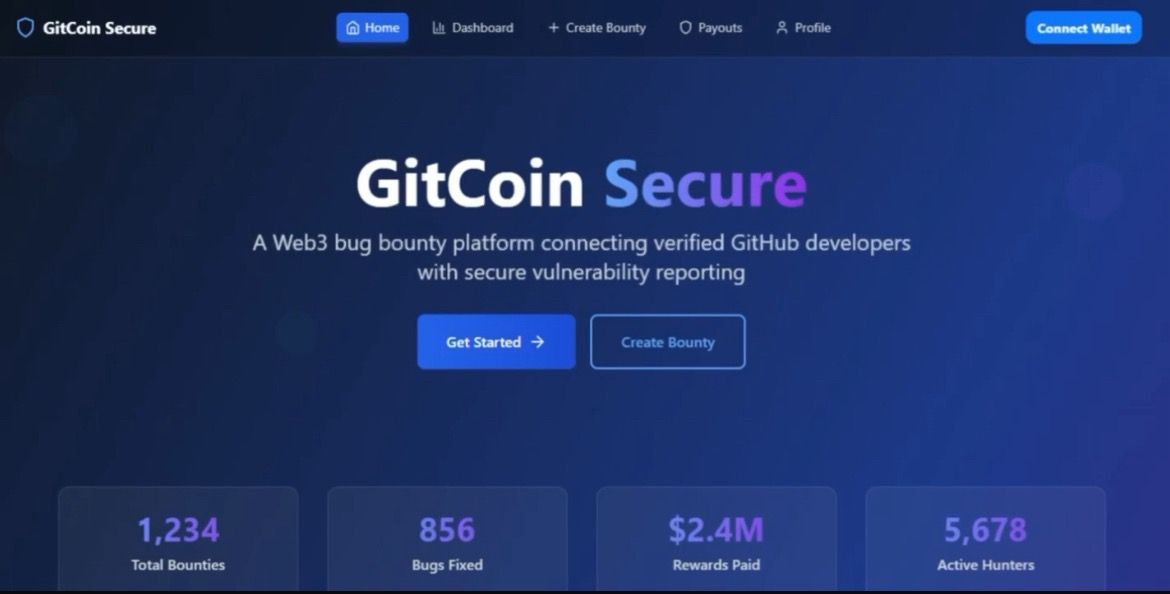 GitCoin Secure
Home
Dashboard
Create Bounty
Payouts
Profile
Connect Wallet
GitCoin Secure
A Web3 bug bounty platform connecting verified GitHub developers
with secure vulnerability reporting
Get Started →
Create Bounty
1,234
Total Bounties
856
Bugs Fixed
$2.4M
Rewards Paid
5,678
Active Hunters